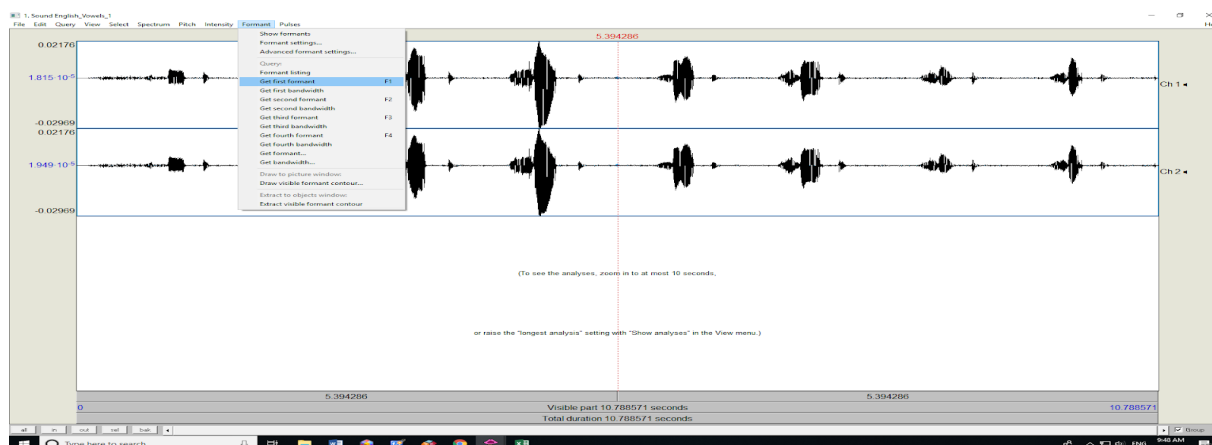 1. Sound English_Vowels_1
File Edit Query View Select Spectrum Pitch Intensity Formant Pulses
Show formants
Formant settings...
Advanced formant settings...
Query:
Formant listing
Get first formant F1
Get first bandwidth
Get second formant F2
Get second bandwidth
Get third formant F3
Get third bandwidth
Get fourth formant F4
Get fourth bandwidth
Get formant...
Get bandwidth...
Draw to picture window:
Draw visible formant contour...
Extract to objects window:
Extract visible formant contour
5.394286
0.02176
1.815·10-5
-0.02969
Ch 1
0.02176
1.949·10-5
-0.02969
Ch 2
(To see the analyses, zoom in to at most 10 seconds,
or raise the "longest analysis" setting with "Show analyses" in the View menu.)
5.394286 5.394286
0 Visible part 10.788571 seconds 10.788571
Total duration 10.788571 seconds
all in out sel bak Group
Type here to search
ENG 9:48 AM